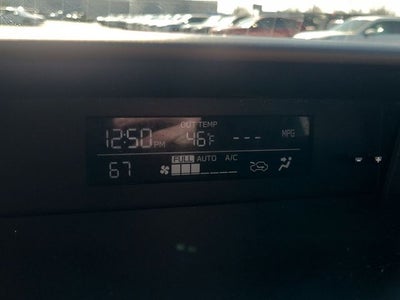 OUT TEMP
12:50 PM 46°F --- MPG
67 FULL AUTO A/C